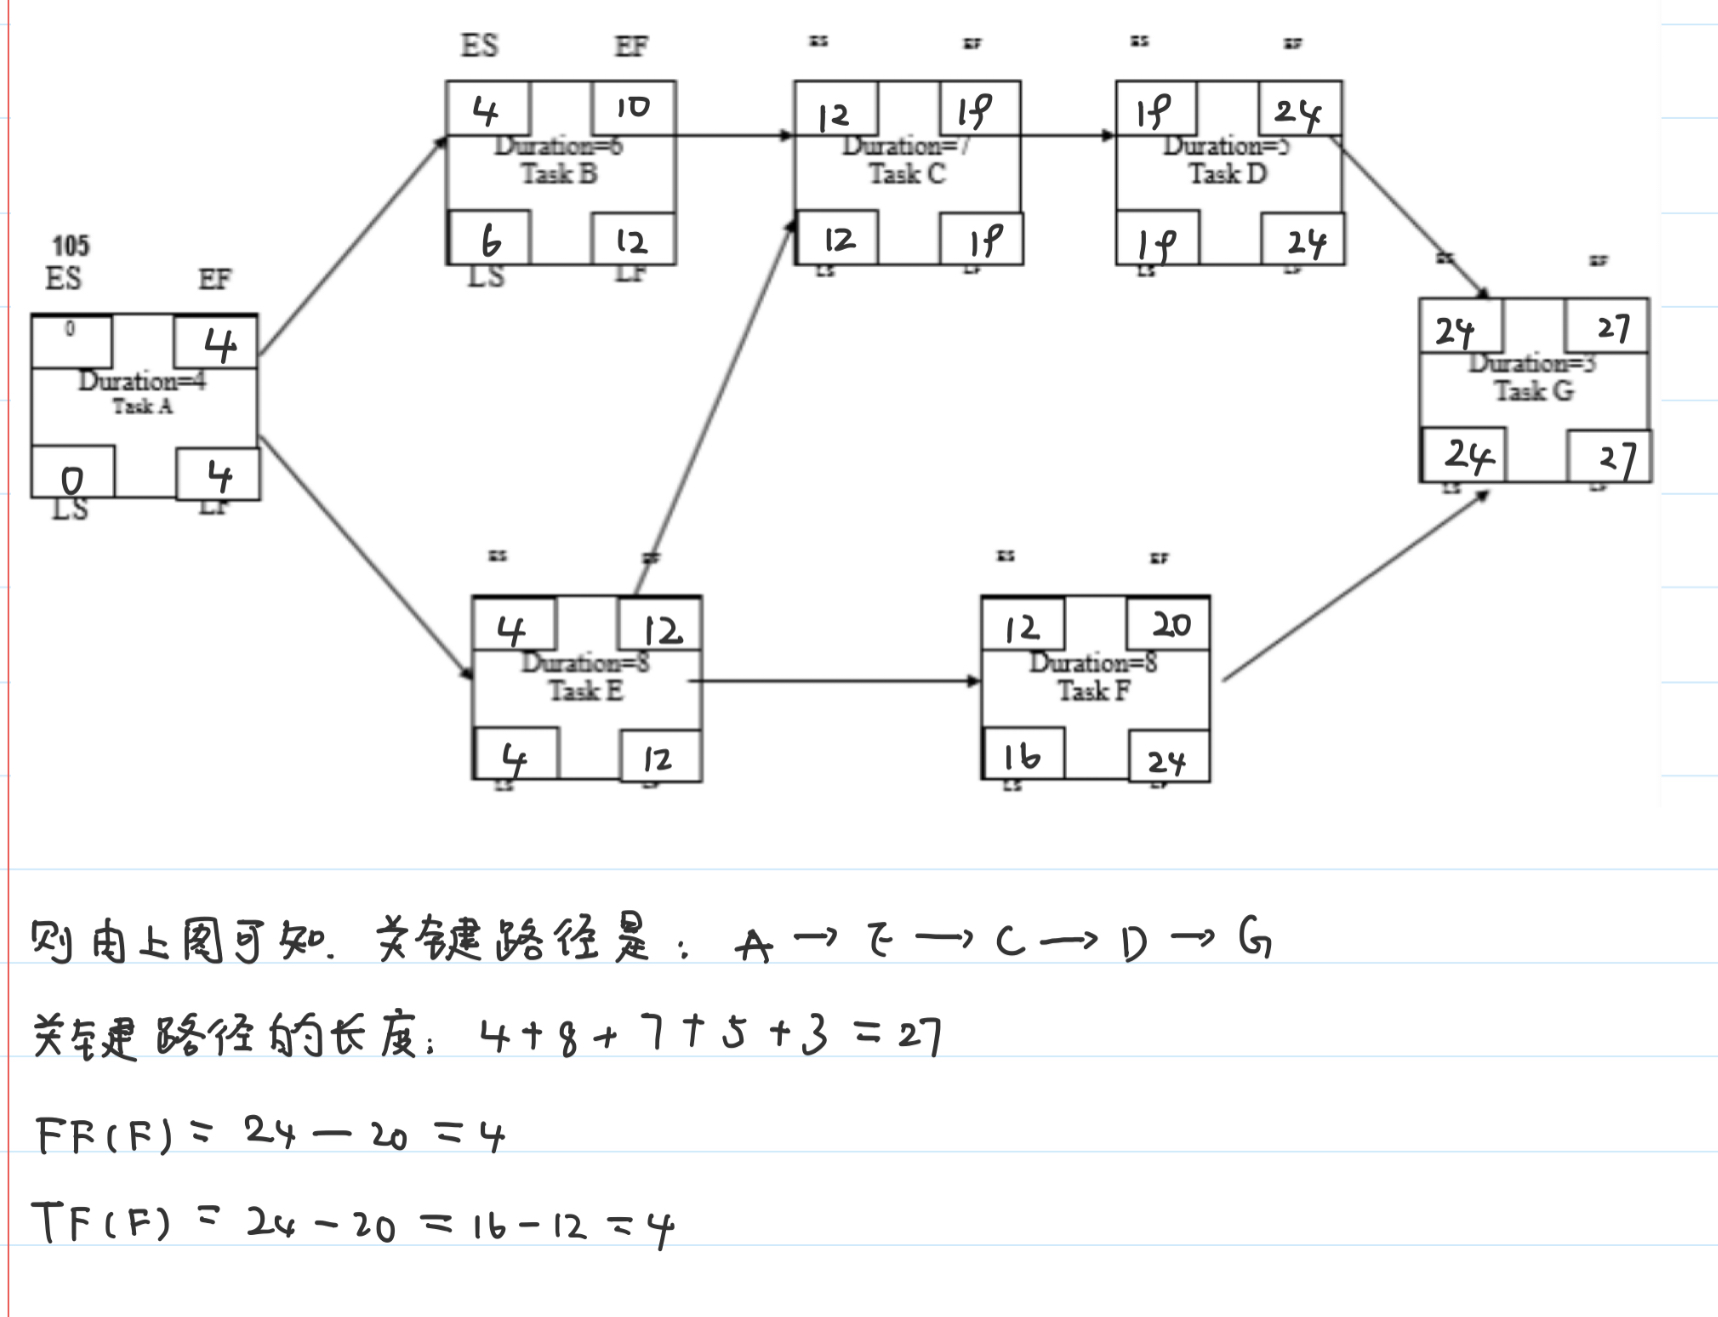 ES EF ES EF ES EF
4 10 12 19 19 24
Duration=6 Duration=7 Duration=5
Task B Task C Task D
6 12 12 19 19 24
LS LF LS LF LS LF
105
ES EF ES EF
0 4 24 27
Duration=4 Duration=3
Task A Task G
0 4 24 27
LS LF LS LF
ES EF ES EF
4 12 12 20
Duration=8 Duration=8
Task E Task F
4 12 16 24
LS LF LS LF
则由上图可知. 关键路径是: A → E → C → D → G
关键路径的长度: 4+8+7+5+3=27
FF(F) = 24-20=4
TF(F) = 24-20=16-12=4